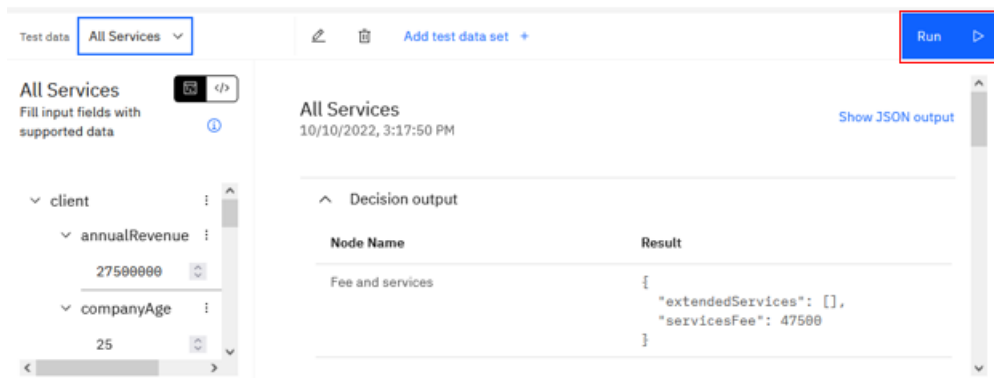 Test data All Services Add test data set + Run
All Services </>
Fill input fields with
supported data
client
annualRevenue
27500000
companyAge
25
All Services
10/10/2022, 3:17:50 PM
Show JSON output
Decision output
Node Name Result
Fee and services {
"extendedServices": [],
"servicesFee": 47500
}